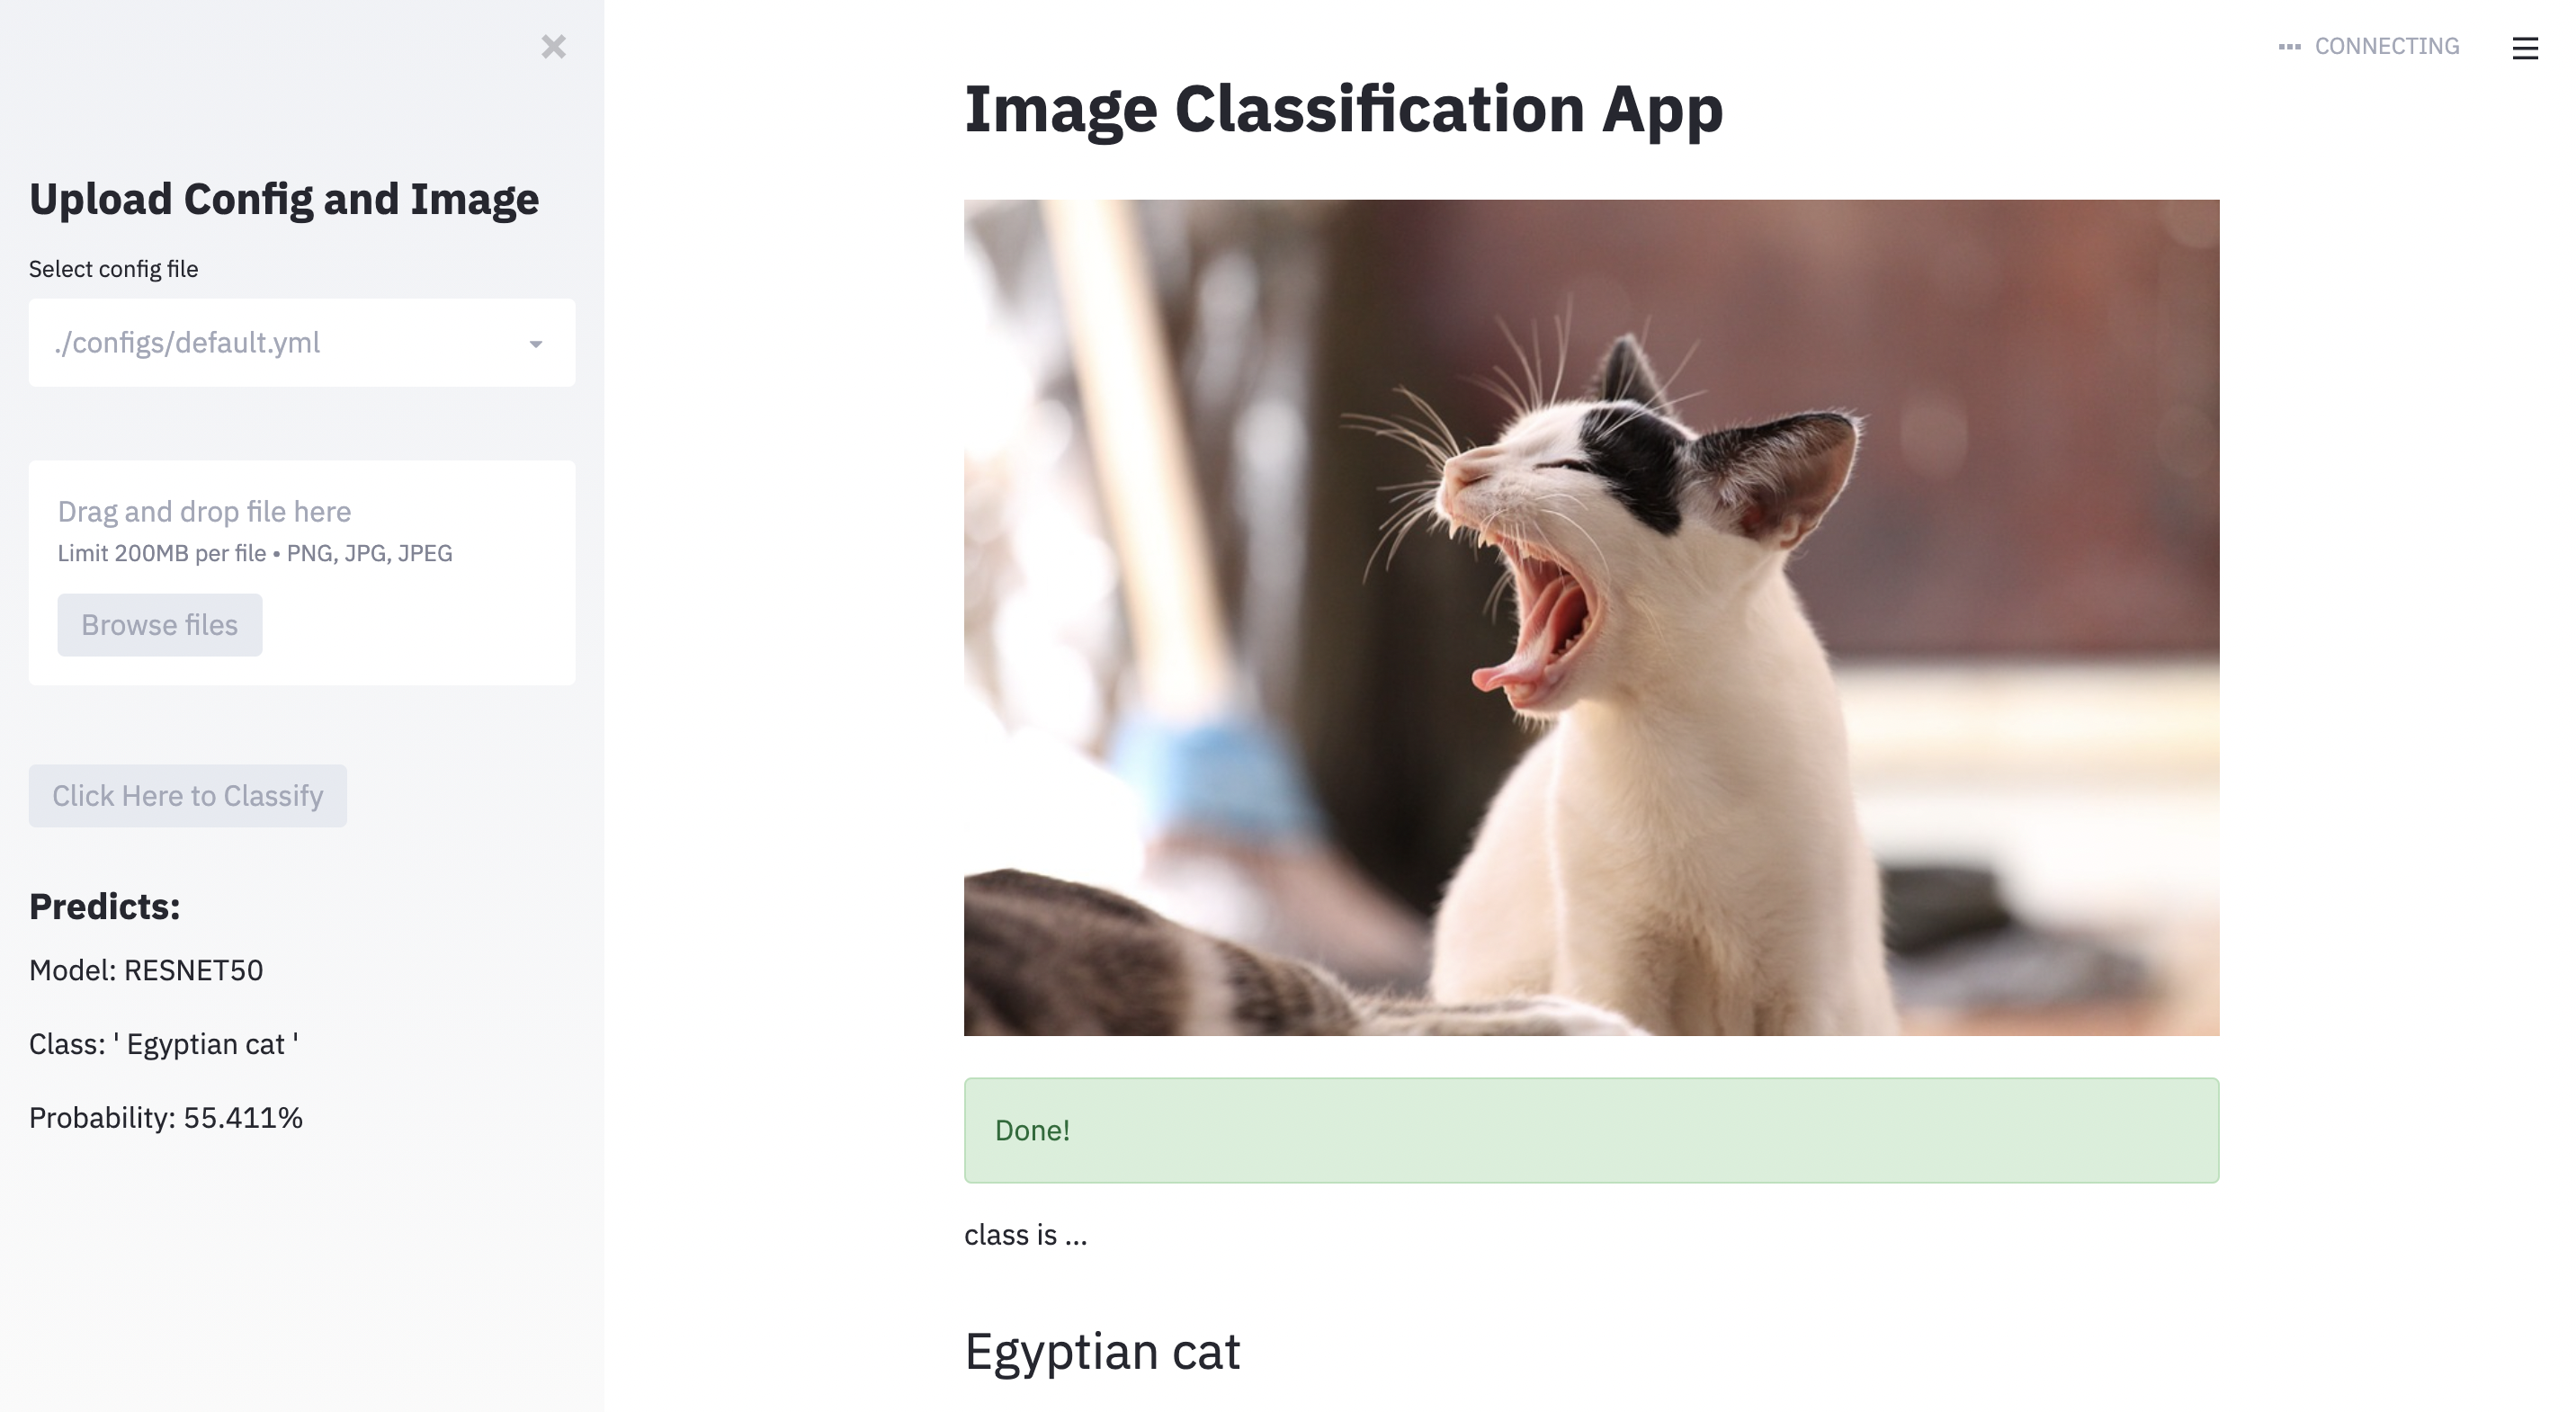 CONNECTING
Upload Config and Image
Select config file
./configs/default.yml
Drag and drop file here
Limit 200MB per file • PNG, JPG, JPEG
Browse files
Click Here to Classify
Predicts:
Model: RESNET50
Class: ' Egyptian cat '
Probability: 55.411%
Image Classification App
Done!
class is ...
Egyptian cat